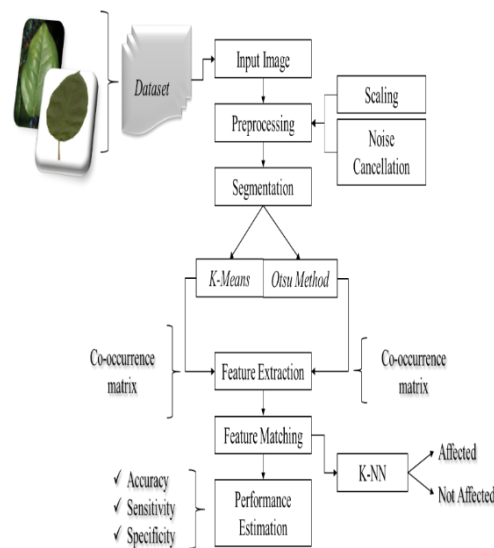 Dataset
Input Image
Preprocessing
Scaling
Noise
Cancellation
Segmentation
K-Means
Otsu Method
Co-occurrence
matrix
Feature Extraction
Co-occurrence
matrix
Feature Matching
K-NN
Affected
Not Affected
✓ Accuracy
✓ Sensitivity
✓ Specificity
Performance
Estimation